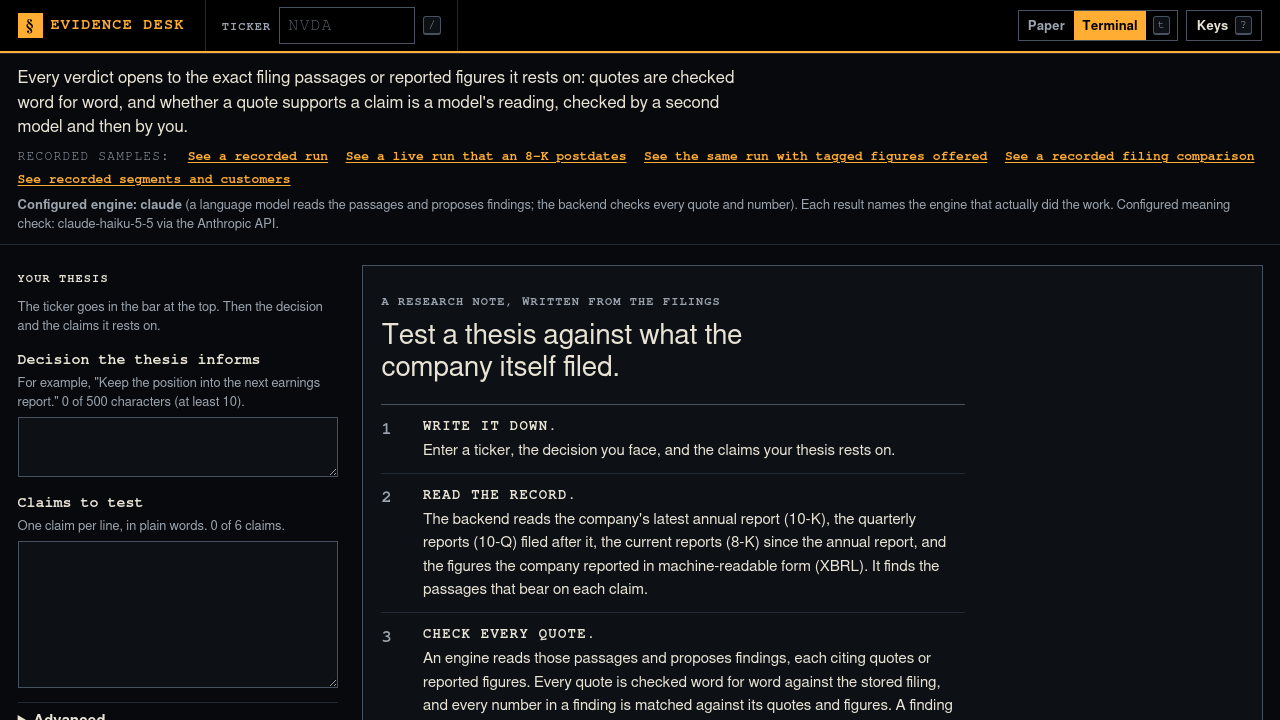 § EVIDENCE DESK TICKER NVDA / Paper Terminal t Keys ?
Every verdict opens to the exact filing passages or reported figures it rests on: quotes are checked
word for word, and whether a quote supports a claim is a model's reading, checked by a second
model and then by you.
RECORDED SAMPLES: See a recorded run See a live run that an 8-K postdates See the same run with tagged figures offered See a recorded filing comparison
See recorded segments and customers
Configured engine: claude (a language model reads the passages and proposes findings; the backend checks every quote and number). Each result names the engine that actually did the work. Configured meaning
check: claude-haiku-5-5 via the Anthropic API.
YOUR THESIS
The ticker goes in the bar at the top. Then the decision
and the claims it rests on.
Decision the thesis informs
For example, "Keep the position into the next earnings
report." 0 of 500 characters (at least 10).
Claims to test
One claim per line, in plain words. 0 of 6 claims.
▶ Advanced
A RESEARCH NOTE, WRITTEN FROM THE FILINGS
Test a thesis against what the
company itself filed.
1 WRITE IT DOWN.
Enter a ticker, the decision you face, and the claims your thesis rests on.
2 READ THE RECORD.
The backend reads the company's latest annual report (10-K), the quarterly
reports (10-Q) filed after it, the current reports (8-K) since the annual report, and
the figures the company reported in machine-readable form (XBRL). It finds the
passages that bear on each claim.
3 CHECK EVERY QUOTE.
An engine reads those passages and proposes findings, each citing quotes or
reported figures. Every quote is checked word for word against the stored filing,
and every number in a finding is matched against its quotes and figures. A finding